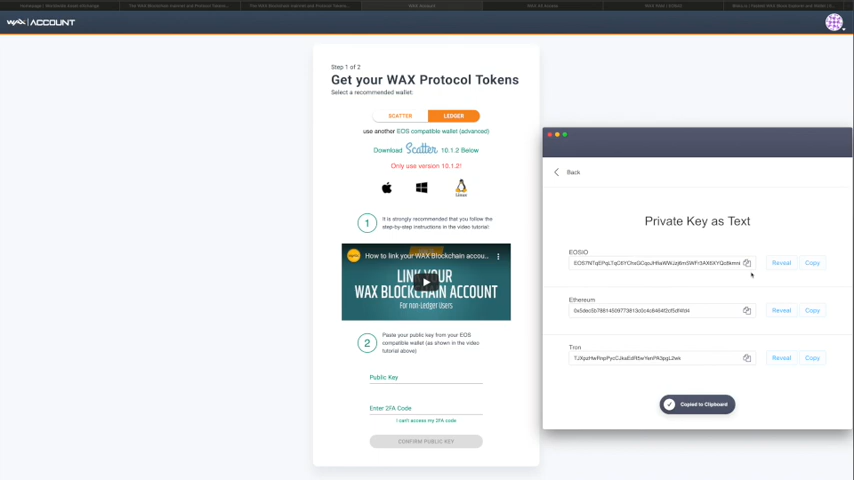 WAX Account
WAX All Access
WAX | ACCOUNT
Step 1 of 2
Get your WAX Protocol Tokens
Select a recommended wallet:
SCATTER
LEDGER
use another EOS compatible wallet (advanced)
Download Scatter 10.1.2 Below
Only use version 10.1.2!
Linux
1
It is strongly recommended that you follow the
step-by-step instructions in the video tutorial!
How to link your WAX Blockchain accou...
LINK YOUR
WAX BLOCKCHAIN ACCOUNT
For non-Ledger Users
2
Paste your public key from your EOS
compatible wallet (as shown in the video
tutorial above)
Public Key
Enter 2FA Code
I can't access my 2FA code
CONFIRM PUBLIC KEY
Back
Private Key as Text
EOSIO
Reveal
Copy
Ethereum
Reveal
Copy
Tron
Reveal
Copy
Copied to Clipboard